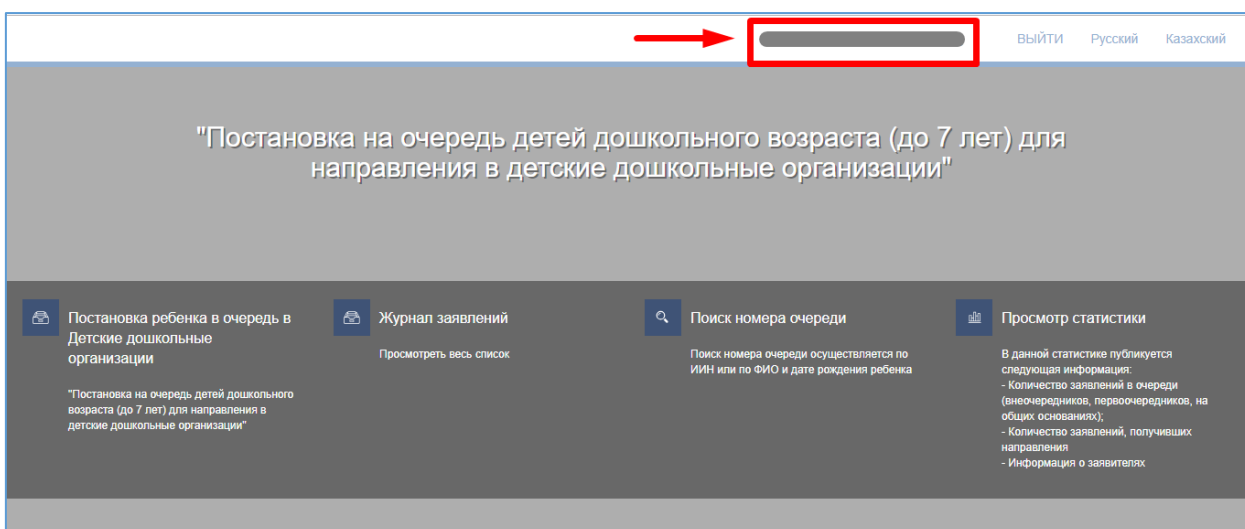 ВЫЙТИ Русский Казахский
"Постановка на очередь детей дошкольного возраста (до 7 лет) для
направления в детские дошкольные организации"
Постановка ребенка в очередь в
Детские дошкольные
организации
"Постановка на очередь детей дошкольного
возраста (до 7 лет) для направления в
детские дошкольные организации"
Журнал заявлений
Просмотреть весь список
Поиск номера очереди
Поиск номера очереди осуществляется по
ИИН или по ФИО и дате рождения ребенка
Просмотр статистики
В данной статистике публикуется
следующая информация:
- Количество заявлений в очереди
(внеочередников, первоочередников, на
общих основаниях);
- Количество заявлений, получивших
направления
- Информация о заявителях